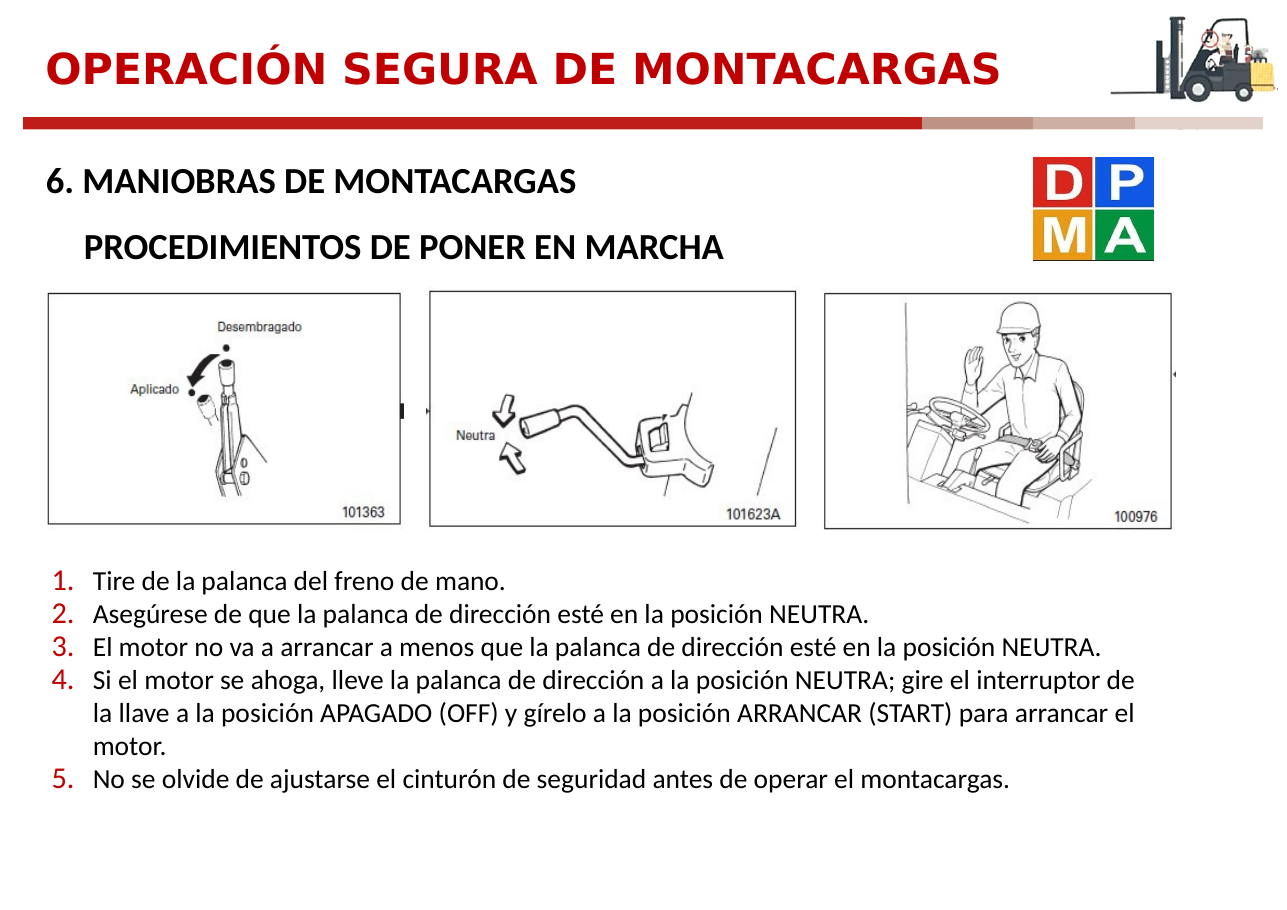 OPERACIÓN SEGURA DE MONTACARGAS
6. MANIOBRAS DE MONTACARGAS
PROCEDIMIENTOS DE PONER EN MARCHA
D P
M A
Desembragado
Aplicado
101363
Neutra
101623A
100976
1. Tire de la palanca del freno de mano.
2. Asegúrese de que la palanca de dirección esté en la posición NEUTRA.
3. El motor no va a arrancar a menos que la palanca de dirección esté en la posición NEUTRA.
4. Si el motor se ahoga, lleve la palanca de dirección a la posición NEUTRA; gire el interruptor de
la llave a la posición APAGADO (OFF) y gírelo a la posición ARRANCAR (START) para arrancar el
motor.
5. No se olvide de ajustarse el cinturón de seguridad antes de operar el montacargas.